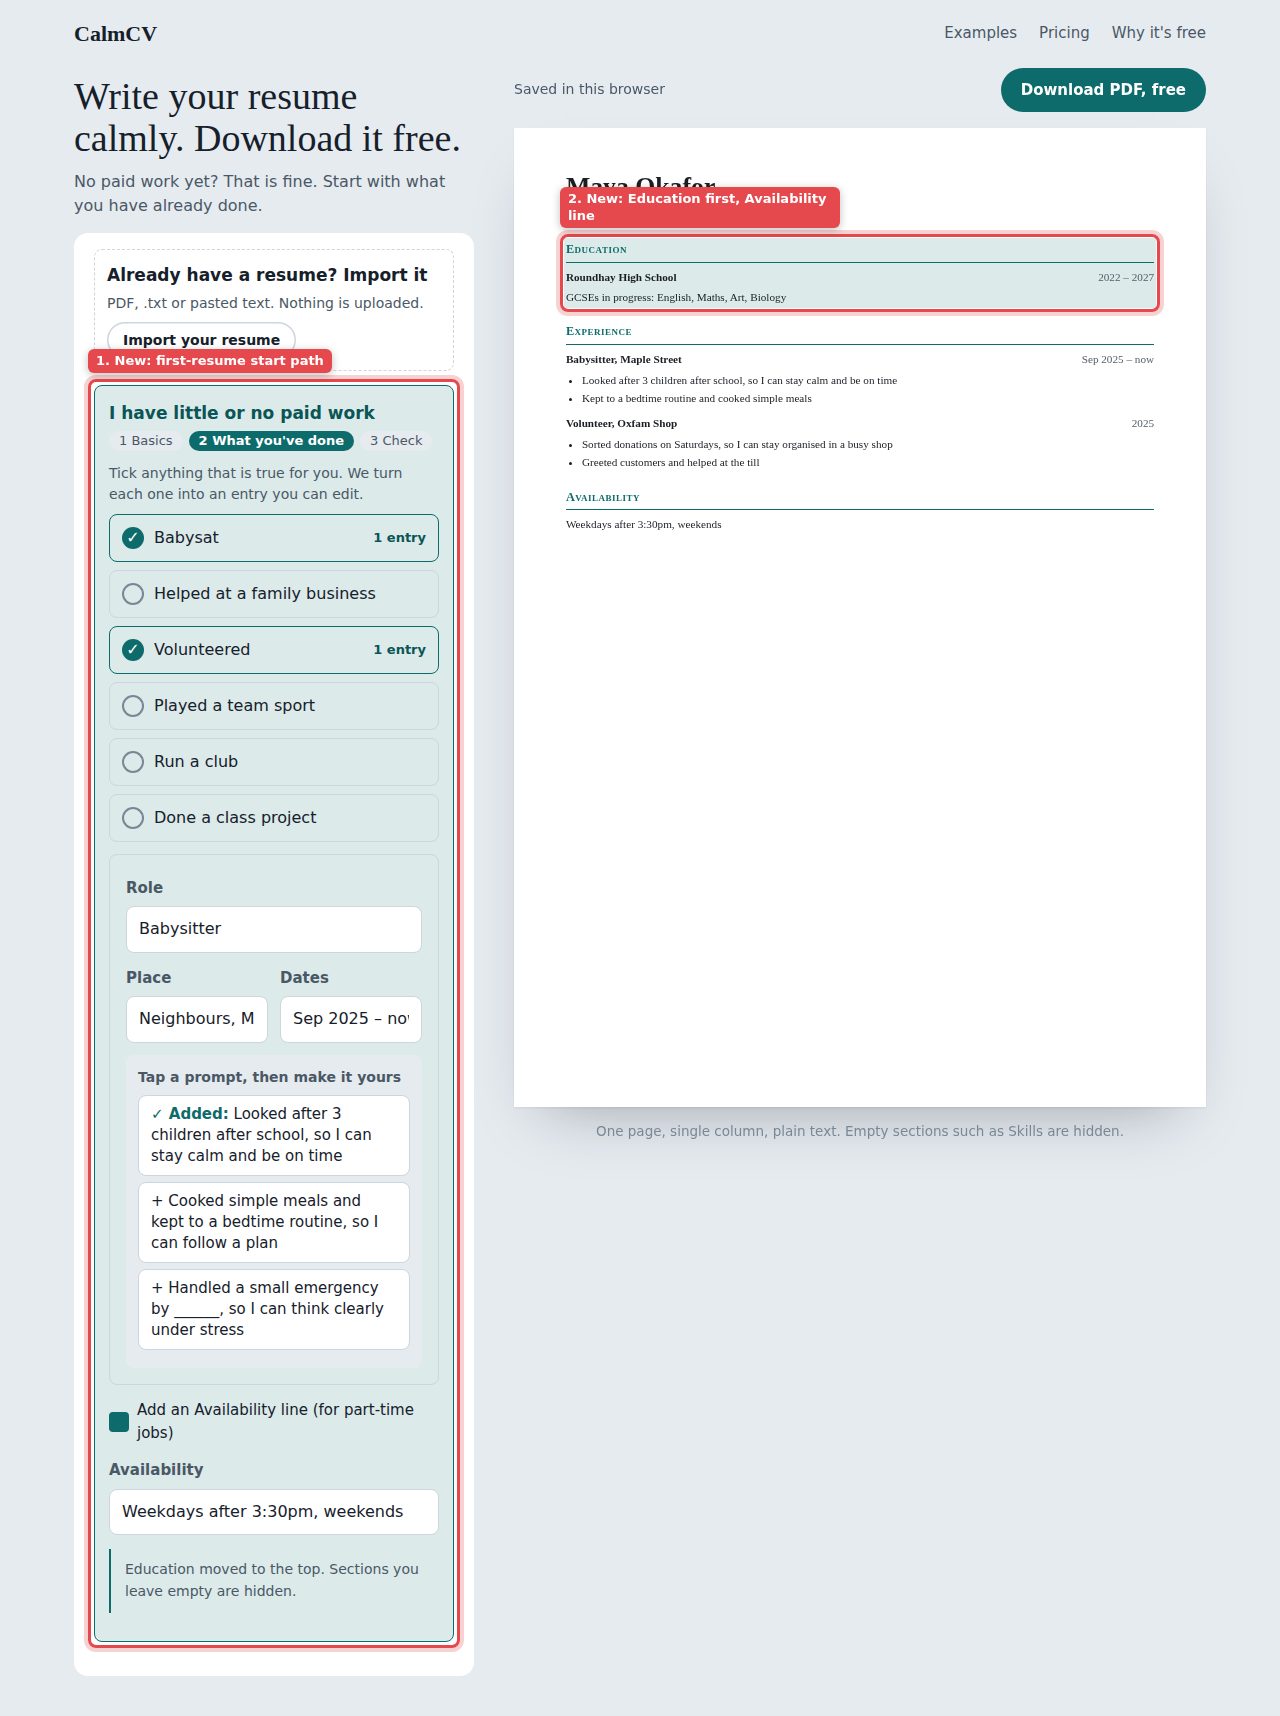 CalmCV
Examples
Pricing
Why it's free
Write your resume
calmly. Download it free.
No paid work yet? That is fine. Start with what
you have already done.
Already have a resume? Import it
PDF, .txt or pasted text. Nothing is uploaded.
Import your resume
1. New: first-resume start path
I have little or no paid work
1 Basics
2 What you've done
3 Check
Tick anything that is true for you. We turn
each one into an entry you can edit.
Babysat
1 entry
Helped at a family business
Volunteered
1 entry
Played a team sport
Run a club
Done a class project
Role
Babysitter
Place
Dates
Neighbours, M
Sep 2025 – now
Tap a prompt, then make it yours
✓ Added: Looked after 3
children after school, so I can
stay calm and be on time
+ Cooked simple meals and
kept to a bedtime routine, so I
can follow a plan
+ Handled a small emergency
by ______, so I can think clearly
under stress
Add an Availability line (for part-time
jobs)
Availability
Weekdays after 3:30pm, weekends
Education moved to the top. Sections you
leave empty are hidden.
Saved in this browser
Download PDF, free
Maya Okafor
2. New: Education first, Availability
line
Education
Roundhay High School
2022 – 2027
GCSEs in progress: English, Maths, Art, Biology
Experience
Babysitter, Maple Street
Sep 2025 – now
• Looked after 3 children after school, so I can stay calm and be on time
• Kept to a bedtime routine and cooked simple meals
Volunteer, Oxfam Shop
2025
• Sorted donations on Saturdays, so I can stay organised in a busy shop
• Greeted customers and helped at the till
Availability
Weekdays after 3:30pm, weekends
One page, single column, plain text. Empty sections such as Skills are hidden.